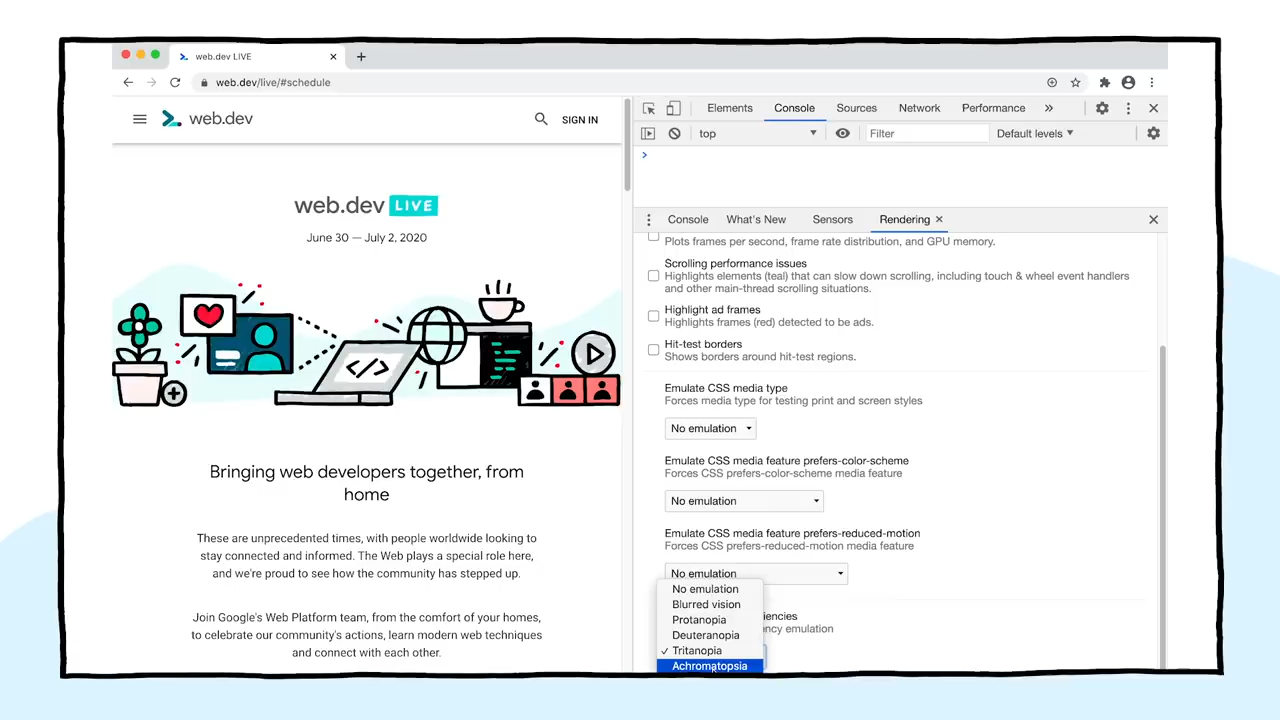 web.dev LIVE
web.dev/live/#schedule
web.dev
SIGN IN
web.dev LIVE
June 30 — July 2, 2020
</>
Bringing web developers together, from
home
These are unprecedented times, with people worldwide looking to
stay connected and informed. The Web plays a special role here,
and we're proud to see how the community has stepped up.
Join Google's Web Platform team, from the comfort of your homes,
to celebrate our community's actions, learn modern web techniques
and connect with each other.
Elements Console Sources Network Performance »
top Filter Default levels
Console What's New Sensors Rendering
Plots frames per second, frame rate distribution, and GPU memory.
Scrolling performance issues
Highlights elements (teal) that can slow down scrolling, including touch & wheel event handlers
and other main-thread scrolling situations.
Highlight ad frames
Highlights frames (red) detected to be ads.
Hit-test borders
Shows borders around hit-test regions.
Emulate CSS media type
Forces media type for testing print and screen styles
No emulation
Emulate CSS media feature prefers-color-scheme
Forces CSS prefers-color-scheme media feature
No emulation
Emulate CSS media feature prefers-reduced-motion
Forces CSS prefers-reduced-motion media feature
No emulation
No emulation
Blurred vision
Protanopia
iencies
ncy emulation
Deuteranopia
✓ Tritanopia
Achromatopsia